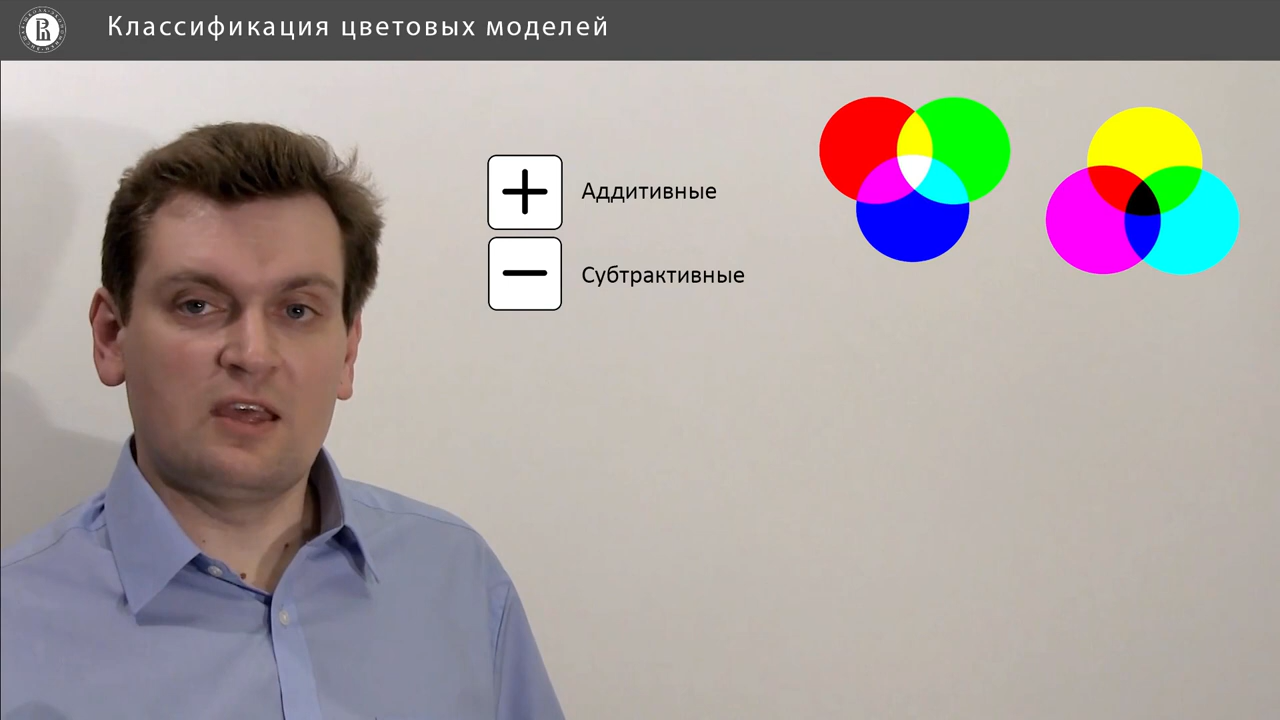 Классификация цветовых моделей
Аддитивные
Субтрактивные